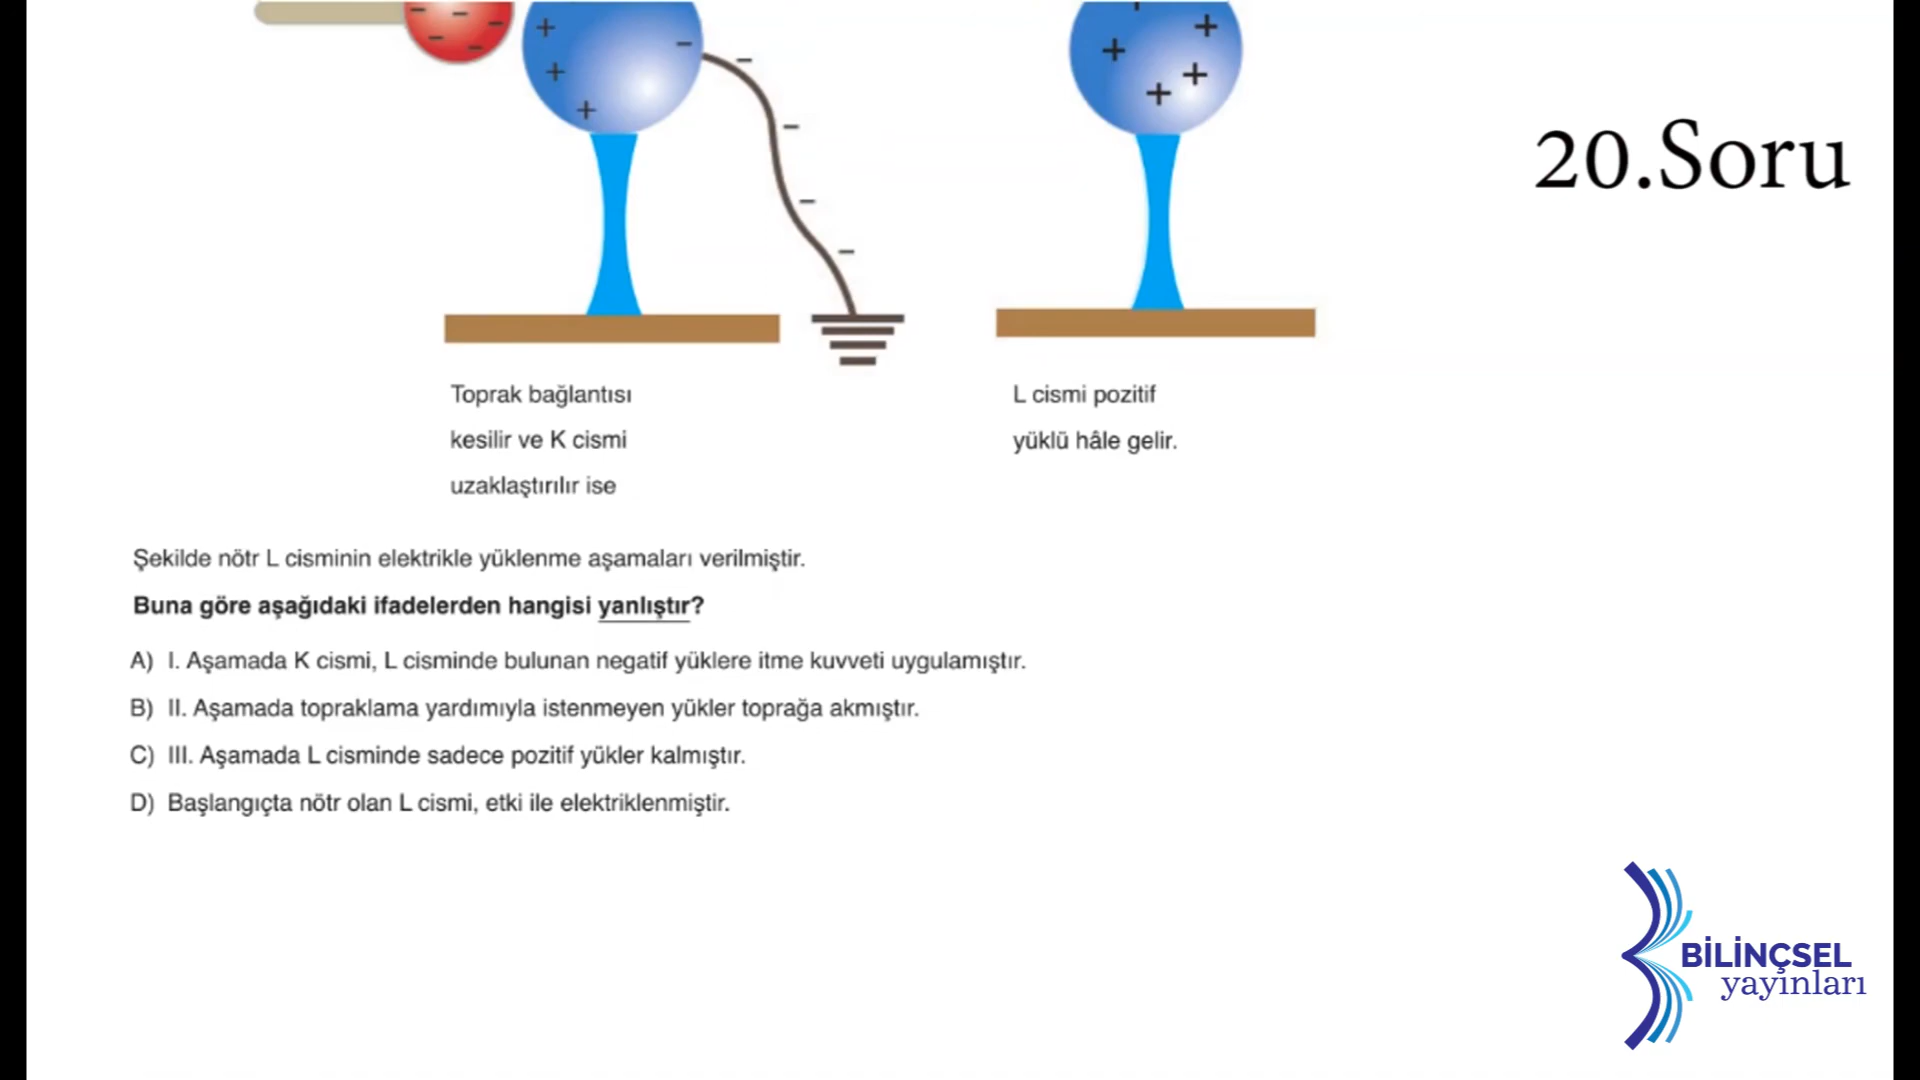 20.Soru
Toprak bağlantısı
kesilir ve K cismi
uzaklaştırılır ise
L cismi pozitif
yüklü hâle gelir.
Şekilde nötr L cisminin elektrikle yüklenme aşamaları verilmiştir.
Buna göre aşağıdaki ifadelerden hangisi yanlıştır?
A) I. Aşamada K cismi, L cisminde bulunan negatif yüklere itme kuvveti uygulamıştır.
B) II. Aşamada topraklama yardımıyla istenmeyen yükler toprağa akmıştır.
C) III. Aşamada L cisminde sadece pozitif yükler kalmıştır.
D) Başlangıçta nötr olan L cismi, etki ile elektriklenmiştir.
BİLİNÇSEL
yayınları